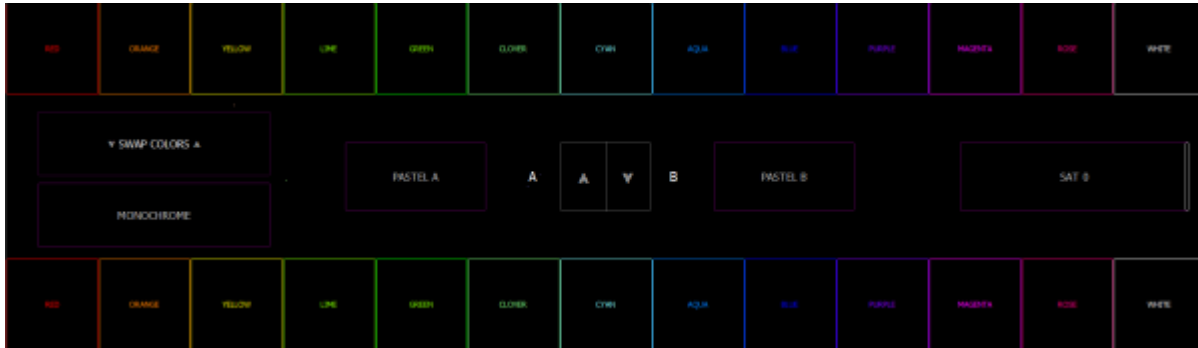 RED ORANGE YELLOW LIME GREEN CLOVER CYAN AQUA BLUE PURPLE MAGENTA ROSE WHITE
▼ SWAP COLORS ▲
PASTEL A A ▲ ▼ B PASTEL B SAT 0
MONOCHROME
RED ORANGE YELLOW LIME GREEN CLOVER CYAN AQUA BLUE PURPLE MAGENTA ROSE WHITE